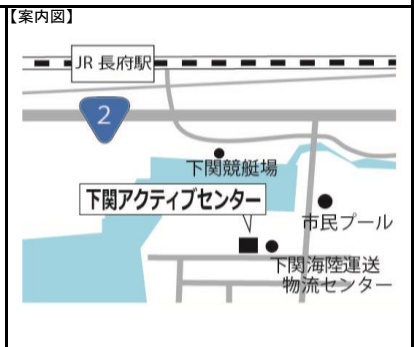 【案内図】
JR 長府駅
2
下関競艇場
下関アクティブセンター
市民プール
下関海陸運送
物流センター